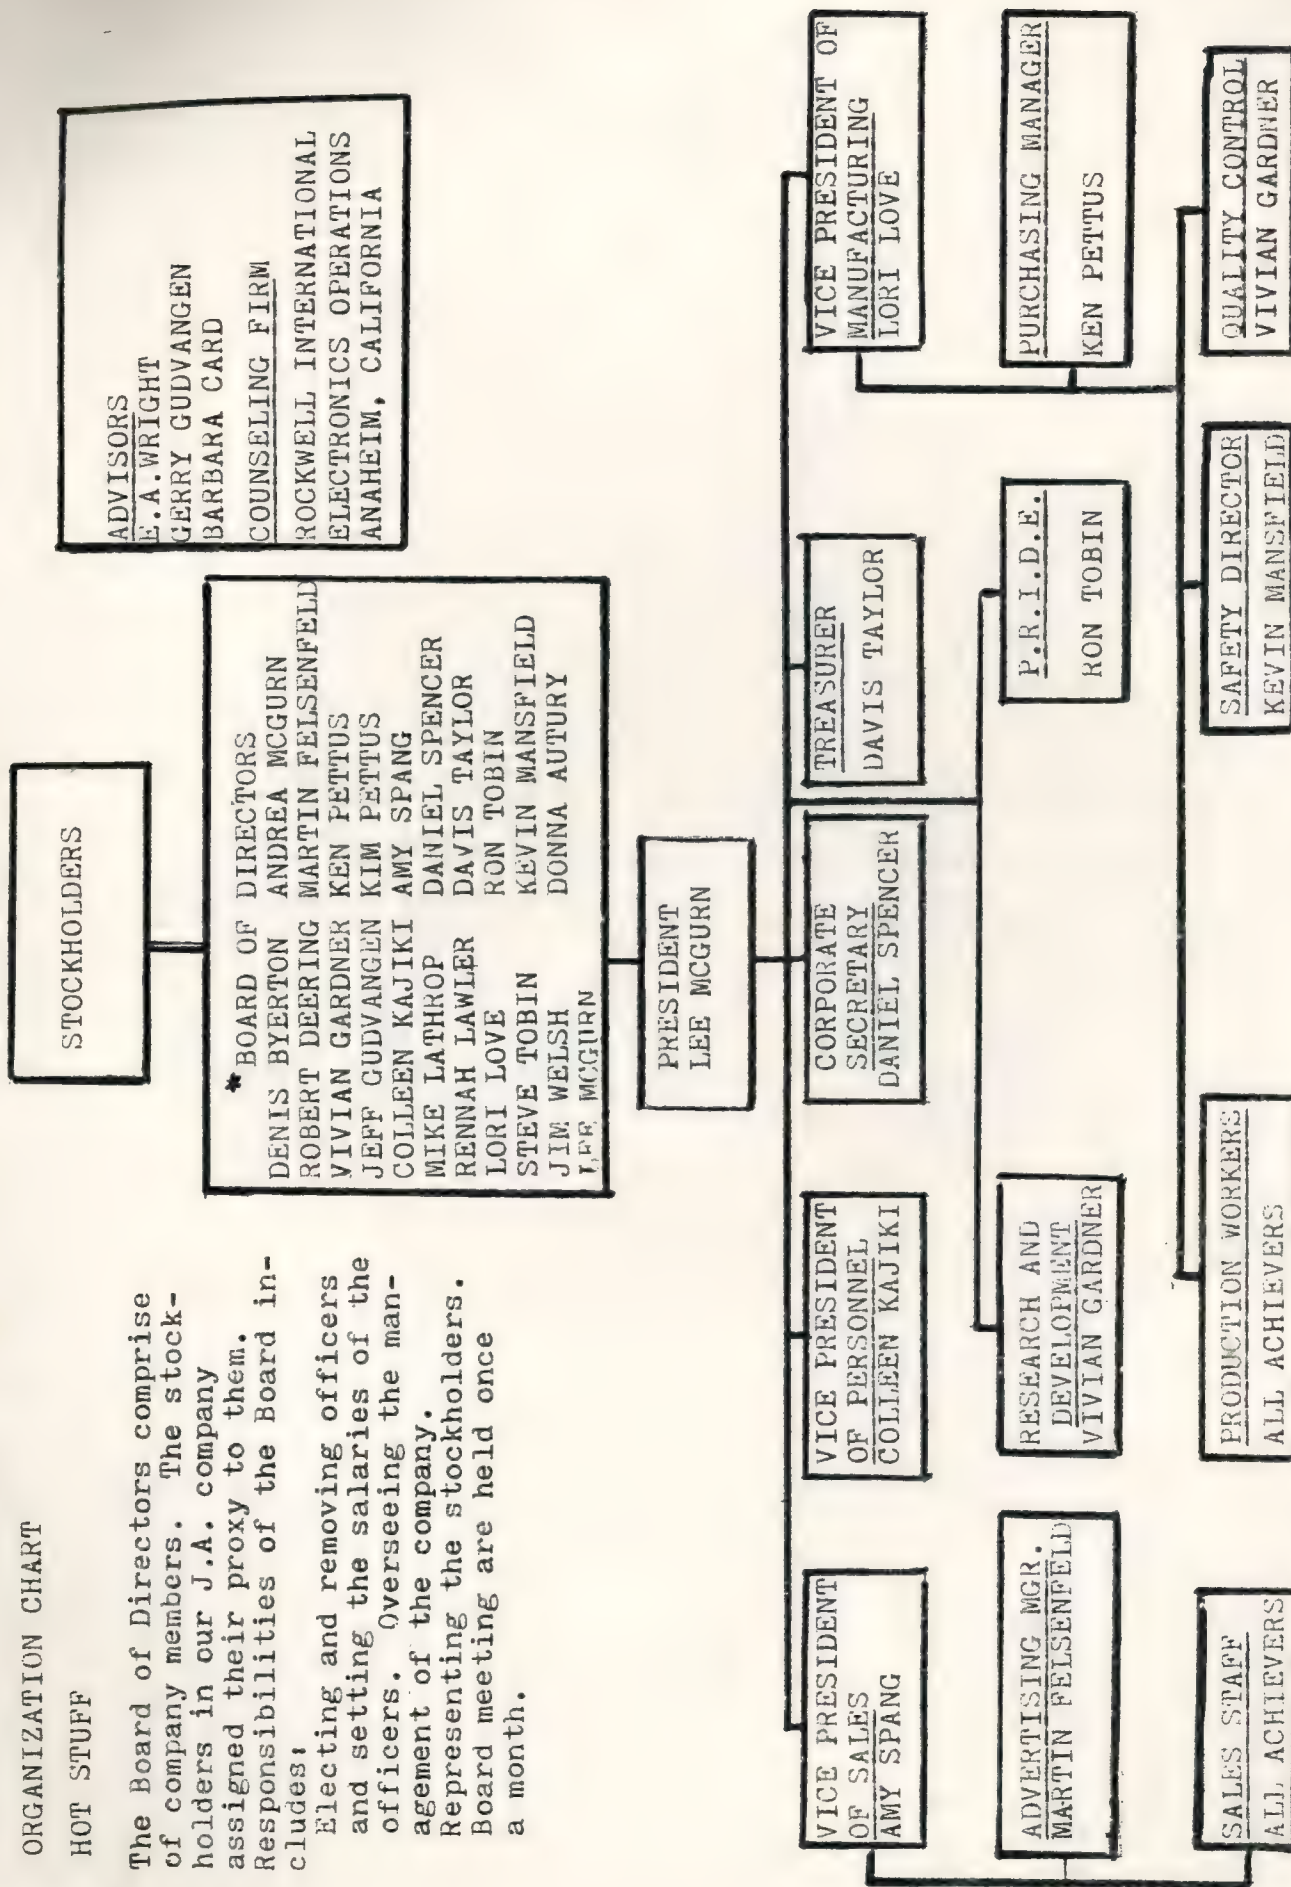 ORGANIZATION CHART
HOT STUFF
The Board of Directors comprise
of company members. The stock-
holders in our J.A. company
assigned their proxy to them.
Responsibilities of the Board in-
cludes:
Electing and removing officers
and setting the salaries of the
officers. Overseeing the man-
agement of the company.
Representing the stockholders.
Board meeting are held once
a month.
STOCKHOLDERS
ADVISORS
E.A.WRIGHT
GERRY GUDVANGEN
BARBARA CARD
COUNSELING FIRM
ROCKWELL INTERNATIONAL
ELECTRONICS OPERATIONS
ANAHEIM, CALIFORNIA
*BOARD OF DIRECTORS
DENIS BYERTON ANDREA MCGURN
ROBERT DEERING MARTIN FELSENFELD
VIVIAN GARDNER KEN PETTUS
JEFF GUDVANGEN KIM PETTUS
COLLEEN KAJIKI AMY SPANG
MIKE LATHROP DANIEL SPENCER
RENNAH LAWLER DAVIS TAYLOR
LORI LOVE RON TOBIN
STEVE TOBIN KEVIN MANSFIELD
JIM WELSH DONNA AUTURY
LEE MCGURN
PRESIDENT
LEE MCGURN
VICE PRESIDENT
OF SALES
AMY SPANG
VICE PRESIDENT
OF PERSONNEL
COLLEEN KAJIKI
CORPORATE
SECRETARY
DANIEL SPENCER
TREASURER
DAVIS TAYLOR
VICE PRESIDENT OF
MANUFACTURING
LORI LOVE
ADVERTISING MGR.
MARTIN FELSENFELD
RESEARCH AND
DEVELOPMENT
VIVIAN GARDNER
P.R.I.D.E.
RON TOBIN
PURCHASING MANAGER
KEN PETTUS
SALES STAFF
ALL ACHIEVERS
PRODUCTION WORKERS
ALL ACHIEVERS
SAFETY DIRECTOR
KEVIN MANSFIELD
QUALITY CONTROL
VIVIAN GARDNER